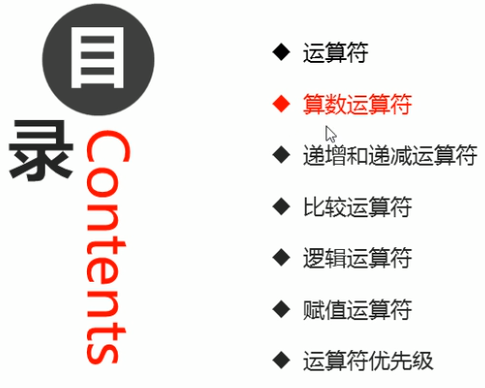 目录
Contents
◆ 运算符
◆ 算数运算符
◆ 递增和递减运算符
◆ 比较运算符
◆ 逻辑运算符
◆ 赋值运算符
◆ 运算符优先级